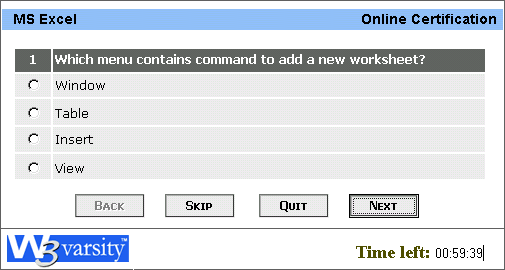 MS Excel Online Certification
1 Which menu contains command to add a new worksheet?
Window
Table
Insert
View
BACK SKIP QUIT NEXT
W3varsity™ Time left: 00:59:39